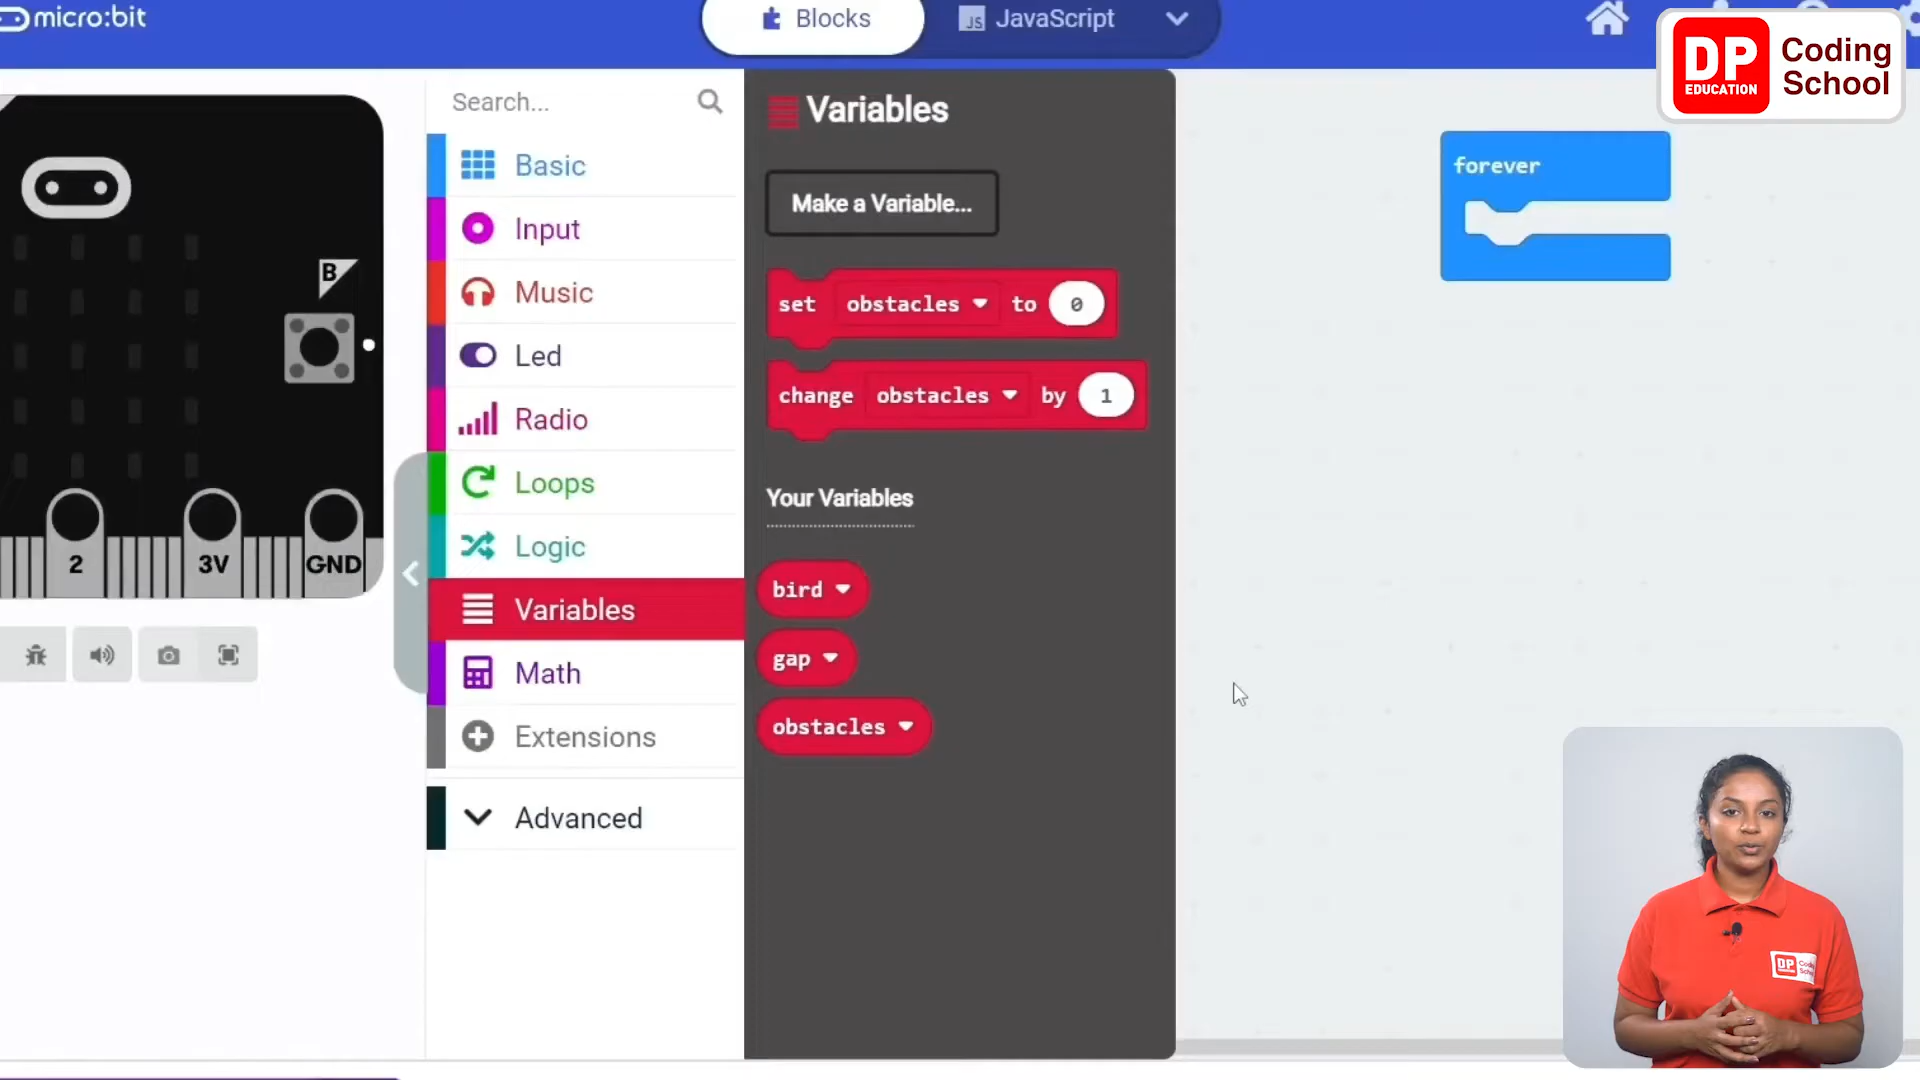 micro:bit
Blocks
JS JavaScript
DP EDUCATION
Coding School
Search...
Basic
Input
Music
Led
Radio
Loops
Logic
Variables
Math
Extensions
Advanced
Variables
Make a Variable...
set obstacles to 0
change obstacles by 1
Your Variables
bird
gap
obstacles
forever
B
2
3V
GND
DP